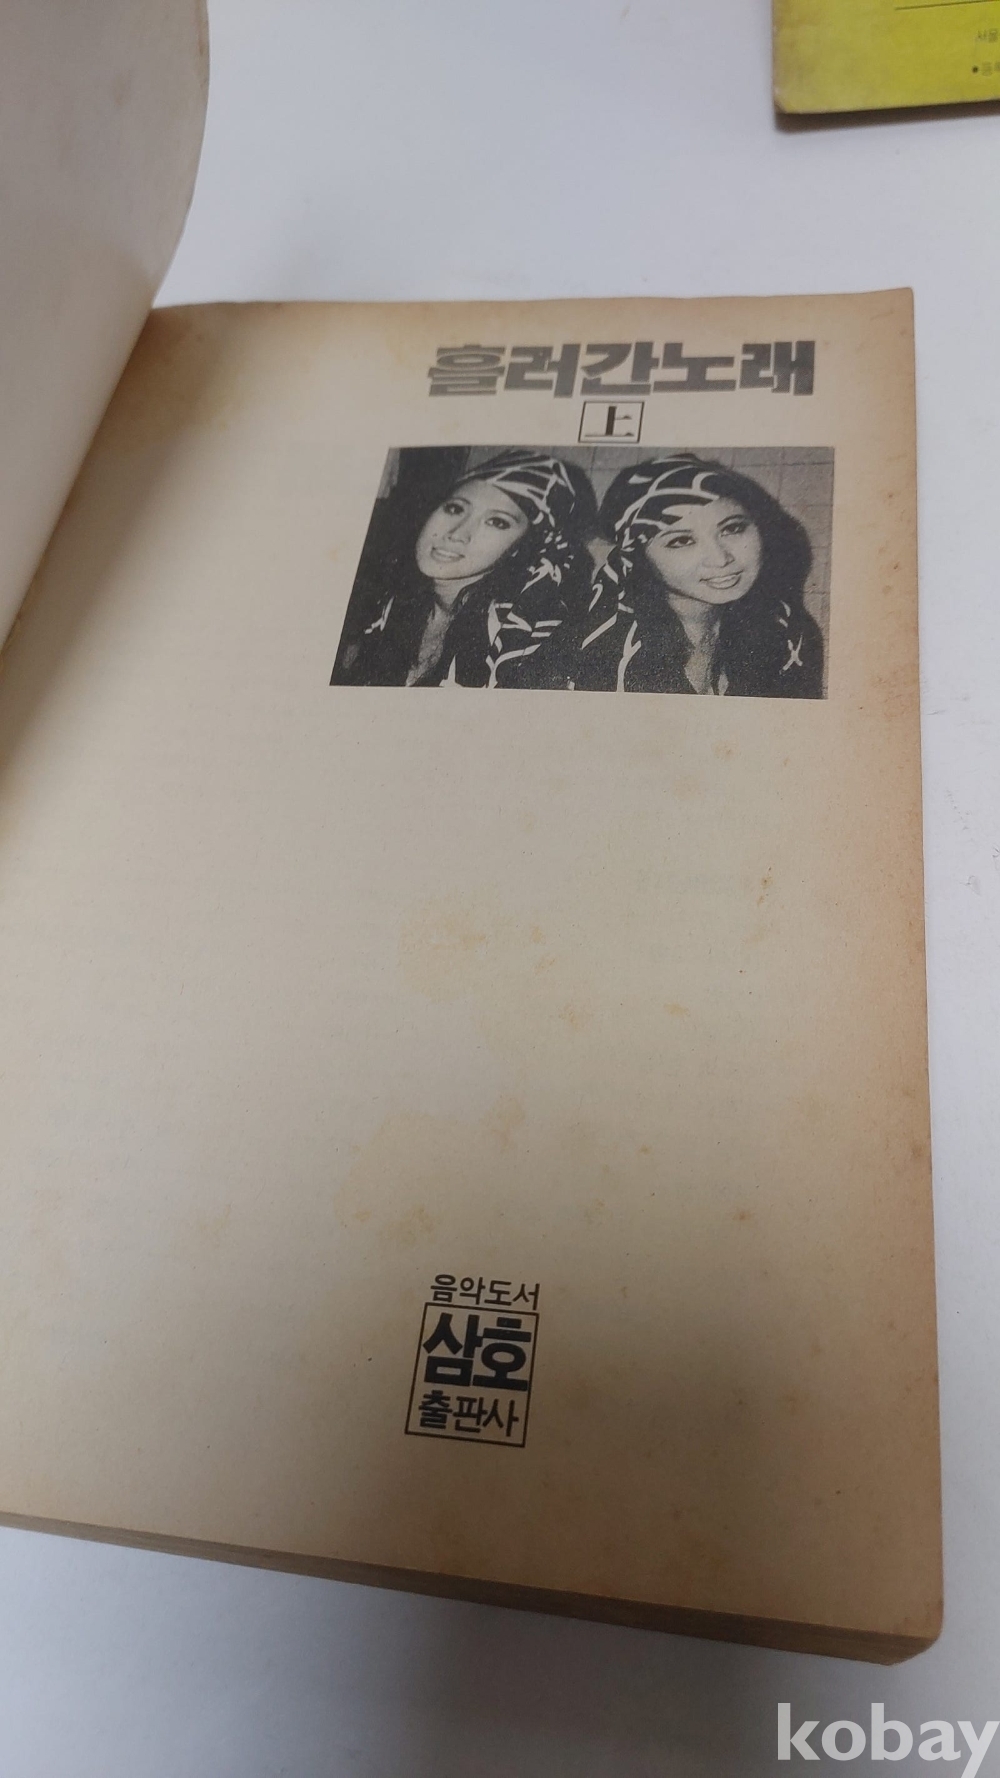 흘러간노래
上
음악도서
삼호
출판사
kobay